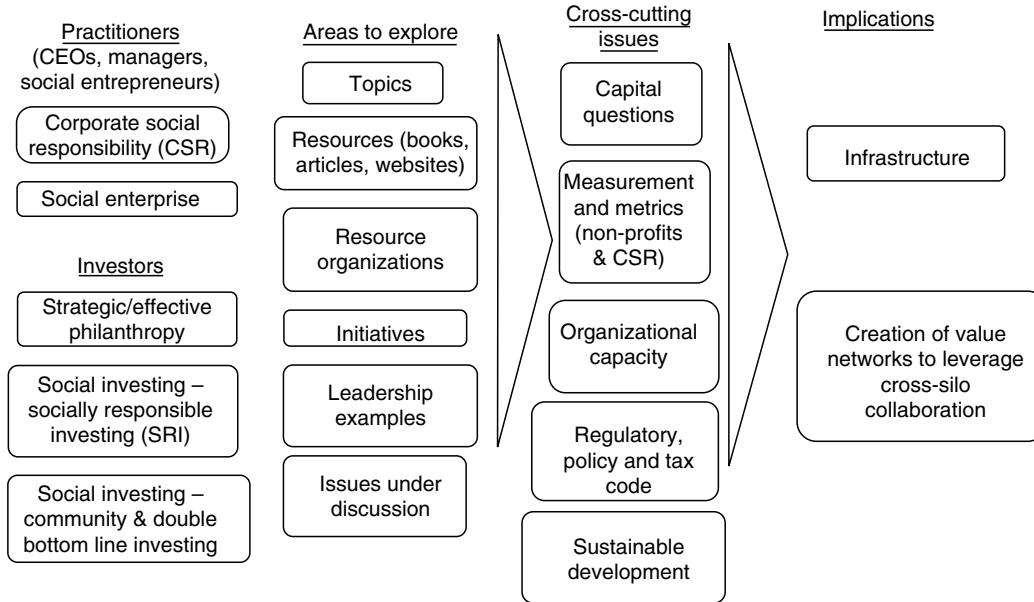 Practitioners
(CEOs, managers,
social entrepreneurs)
Corporate social
responsibility (CSR)
Social enterprise
Investors
Strategic/effective
philanthropy
Social investing –
socially responsible
investing (SRI)
Social investing –
community & double
bottom line investing
Areas to explore
Topics
Resources (books,
articles, websites)
Resource
organizations
Initiatives
Leadership
examples
Issues under
discussion
Cross-cutting
issues
Capital
questions
Measurement
and metrics
(non-profits
& CSR)
Organizational
capacity
Regulatory,
policy and tax
code
Sustainable
development
Implications
Infrastructure
Creation of value
networks to leverage
cross-silo
collaboration